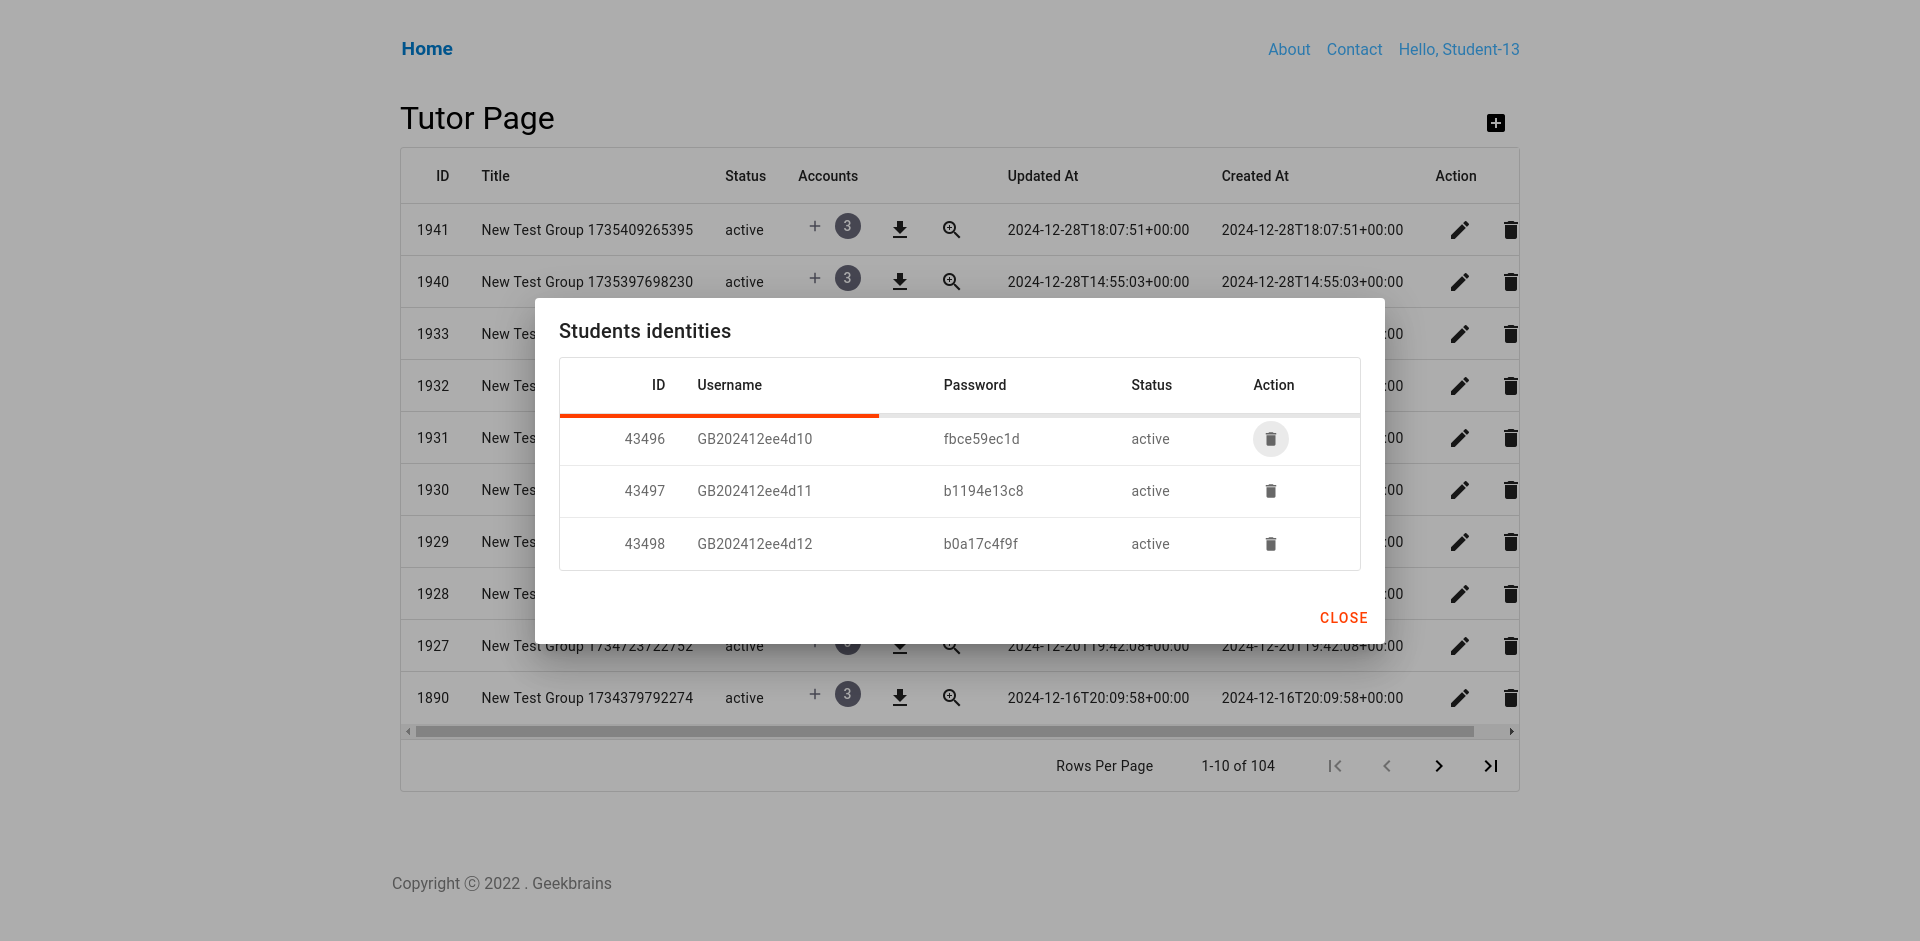 Home
About Contact Hello, Student-13
Tutor Page
ID Title Status Accounts Updated At Created At Action
1941 New Test Group 1735409265395 active + 3 2024-12-28T18:07:51+00:00 2024-12-28T18:07:51+00:00
1940 New Test Group 1735397698230 active + 3 2024-12-28T14:55:03+00:00 2024-12-28T14:55:03+00:00
1933 New Tes :00
Students identities
1932 New Tes :00
ID Username Password Status Action
1931 New Tes :00
43496 GB202412ee4d10 fbce59ec1d active
1930 New Tes :00
43497 GB202412ee4d11 b1194e13c8 active
1929 New Tes :00
43498 GB202412ee4d12 b0a17c4f9f active
1928 New Tes :00
CLOSE
1927 New Test Group 1734723722752 active 2024-12-20T19:42:08+00:00 2024-12-20T19:42:08+00:00
1890 New Test Group 1734379792274 active + 3 2024-12-16T20:09:58+00:00 2024-12-16T20:09:58+00:00
Rows Per Page 1-10 of 104
Copyright ⓒ 2022 . Geekbrains